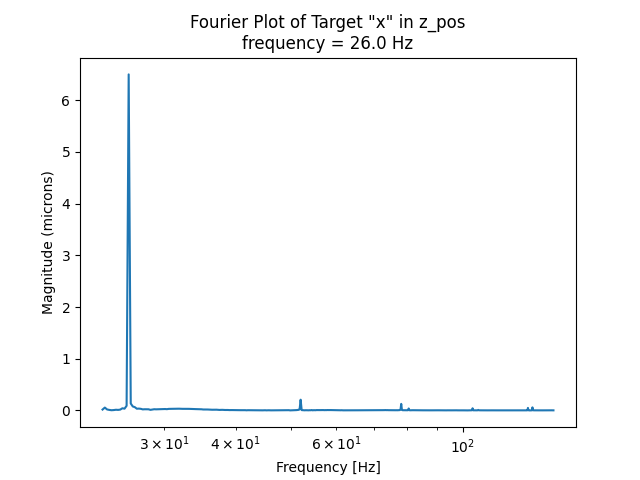 Fourier Plot of Target "x" in z_pos
frequency = 26.0 Hz
Magnitude (microns)
6
5
4
3
2
1
0
3 × 10¹
4 × 10¹
6 × 10¹
10²
Frequency [Hz]